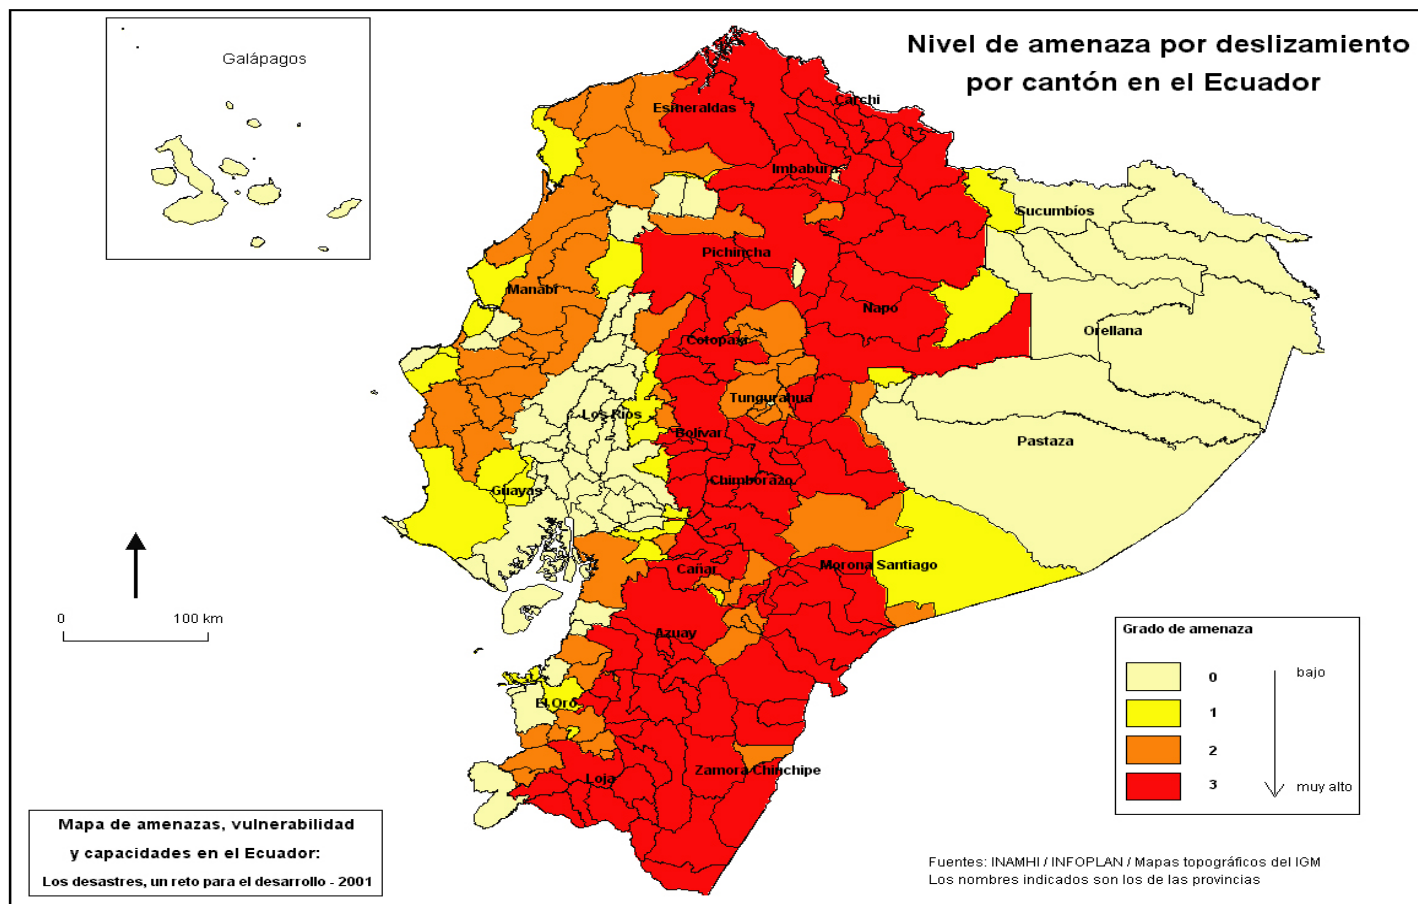 Nivel de amenaza por deslizamiento
por cantón en el Ecuador
Galápagos
Carchi
Esmeraldas
Imbabura
Sucumbíos
Pichincha
Manabí
Napo
Orellana
Cotopaxi
Tungurahua
Los Ríos
Bolívar
Pastaza
Chimborazo
Guayas
Cañar
Morona Santiago
Azuay
El Oro
Loja
Zamora Chinchipe
0 100 km
Grado de amenaza
0 bajo
1
2
3 muy alto
Mapa de amenazas, vulnerabilidad
y capacidades en el Ecuador:
Los desastres, un reto para el desarrollo - 2001
Fuentes: INAMHI / INFOPLAN / Mapas topográficos del IGM
Los nombres indicados son los de las provincias